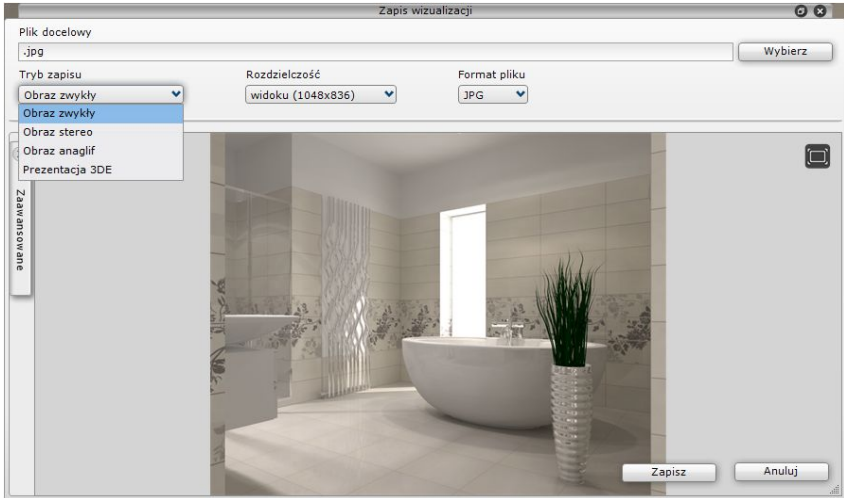 Zapis wizualizacji
Plik docelowy
.jpg
Wybierz
Tryb zapisu
Rozdzielczość
Format pliku
Obraz zwykły
widoku (1048x836)
JPG
Obraz zwykły
Obraz stereo
Obraz anaglif
Prezentacja 3DE
Zaawansowane
Zapisz
Anuluj